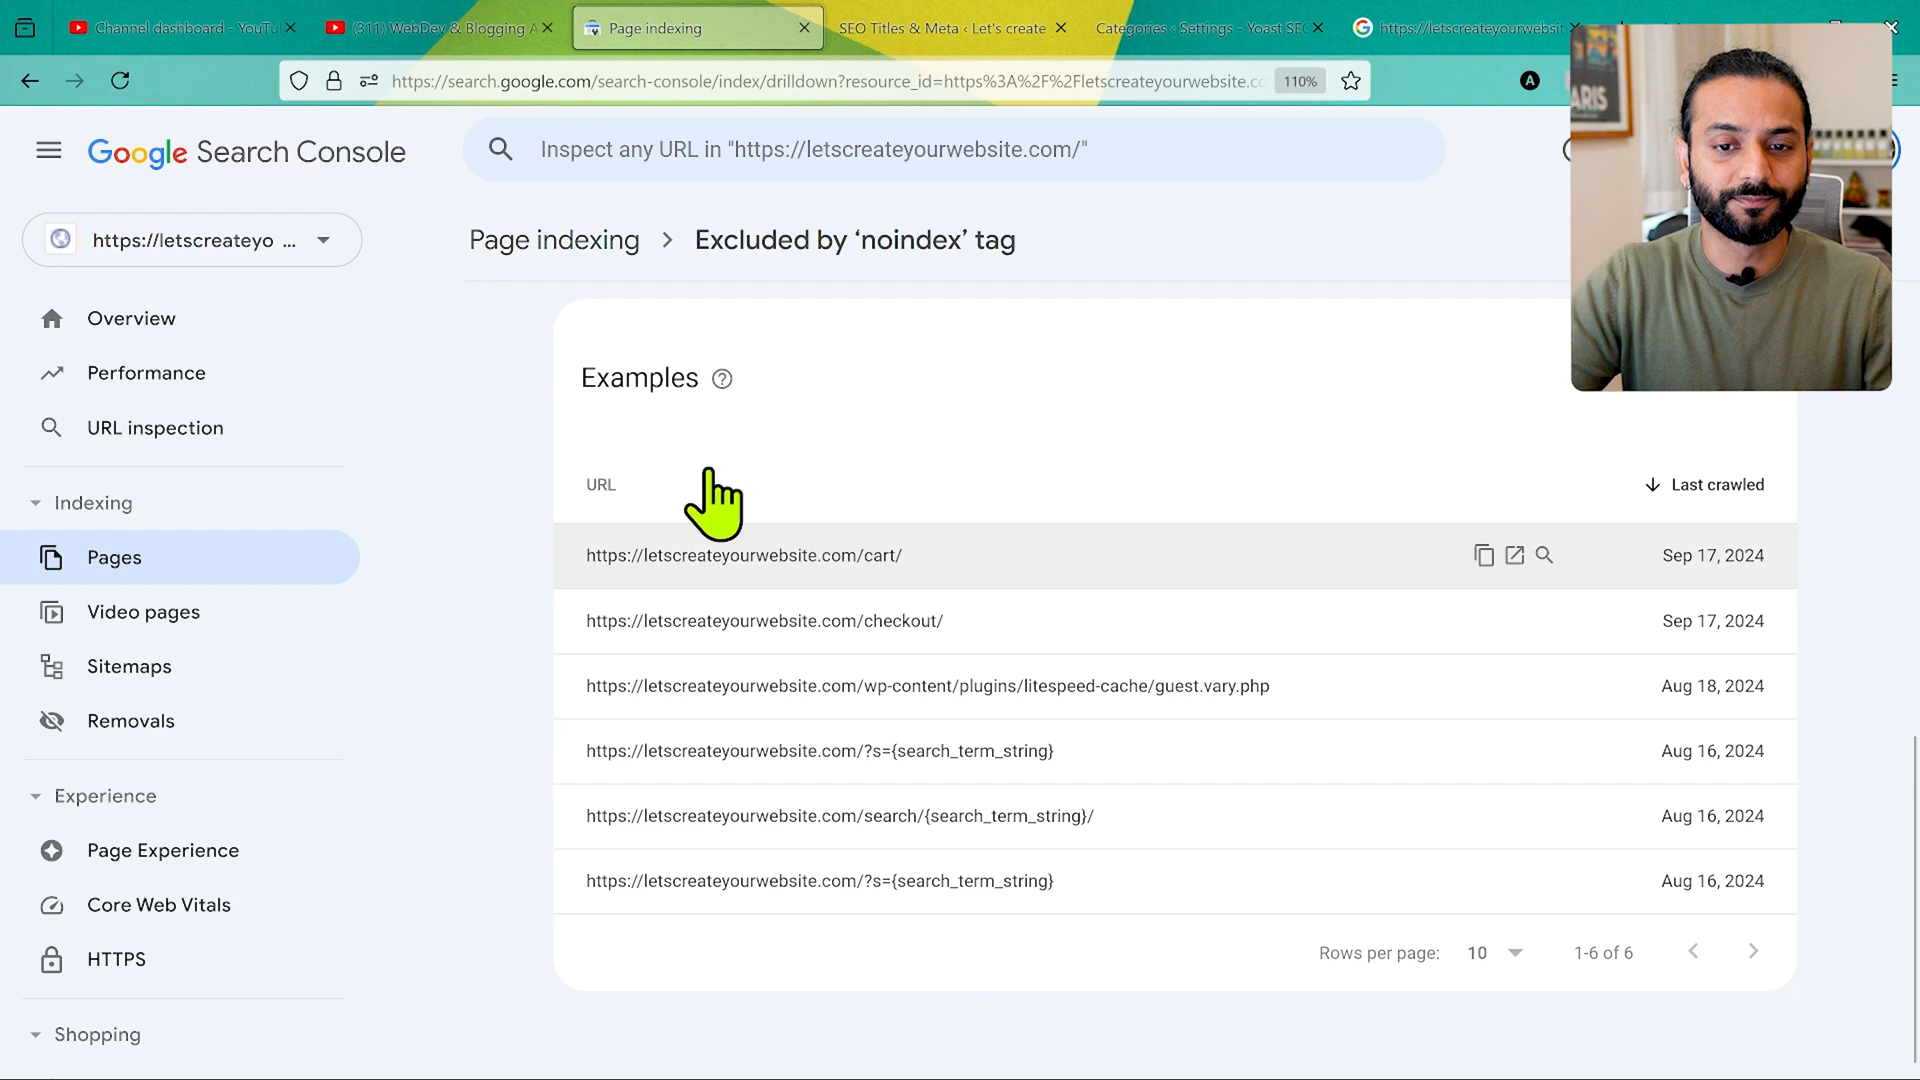 Channel dashboard - YouTu
(311) WebDev & Blogging A
Page indexing
SEO Titles & Meta ‹ Let's create
Categories ‹ Settings - Yoast SEO
https://letscreateyourwebsit
https://search.google.com/search-console/index/drilldown?resource_id=https%3A%2F%2Fletscreateyourwebsite.cc
110%
A
ARIS
Google Search Console
Inspect any URL in "https://letscreateyourwebsite.com/"
https://letscreateyo ...
Page indexing > Excluded by ‘noindex’ tag
Overview
Performance
URL inspection
Indexing
Pages
Video pages
Sitemaps
Removals
Experience
Page Experience
Core Web Vitals
HTTPS
Shopping
Examples
URL
Last crawled
https://letscreateyourwebsite.com/cart/ Sep 17, 2024
https://letscreateyourwebsite.com/checkout/ Sep 17, 2024
https://letscreateyourwebsite.com/wp-content/plugins/litespeed-cache/guest.vary.php Aug 18, 2024
https://letscreateyourwebsite.com/?s={search_term_string} Aug 16, 2024
https://letscreateyourwebsite.com/search/{search_term_string}/ Aug 16, 2024
https://letscreateyourwebsite.com/?s={search_term_string} Aug 16, 2024
Rows per page: 10 1-6 of 6